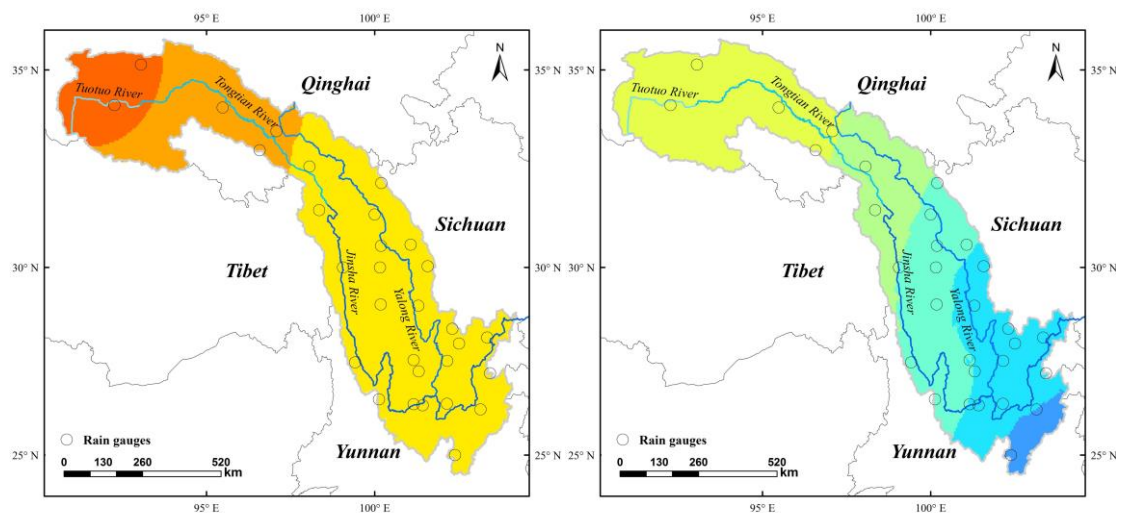 95° E
100° E
95° E
100° E
N
N
35° N
35° N
Qinghai
Qinghai
Tuotuo River
Tongtian River
Tuotuo River
Tongtian River
Sichuan
Sichuan
30° N
30° N
30° N
Tibet
Jinsha River
Yalong River
Tibet
Jinsha River
Yalong River
Rain gauges
Yunnan
Rain gauges
Yunnan
25° N
25° N
25° N
0 130 260 520
km
0 130 260 520
km
95° E
100° E
95° E
100° E